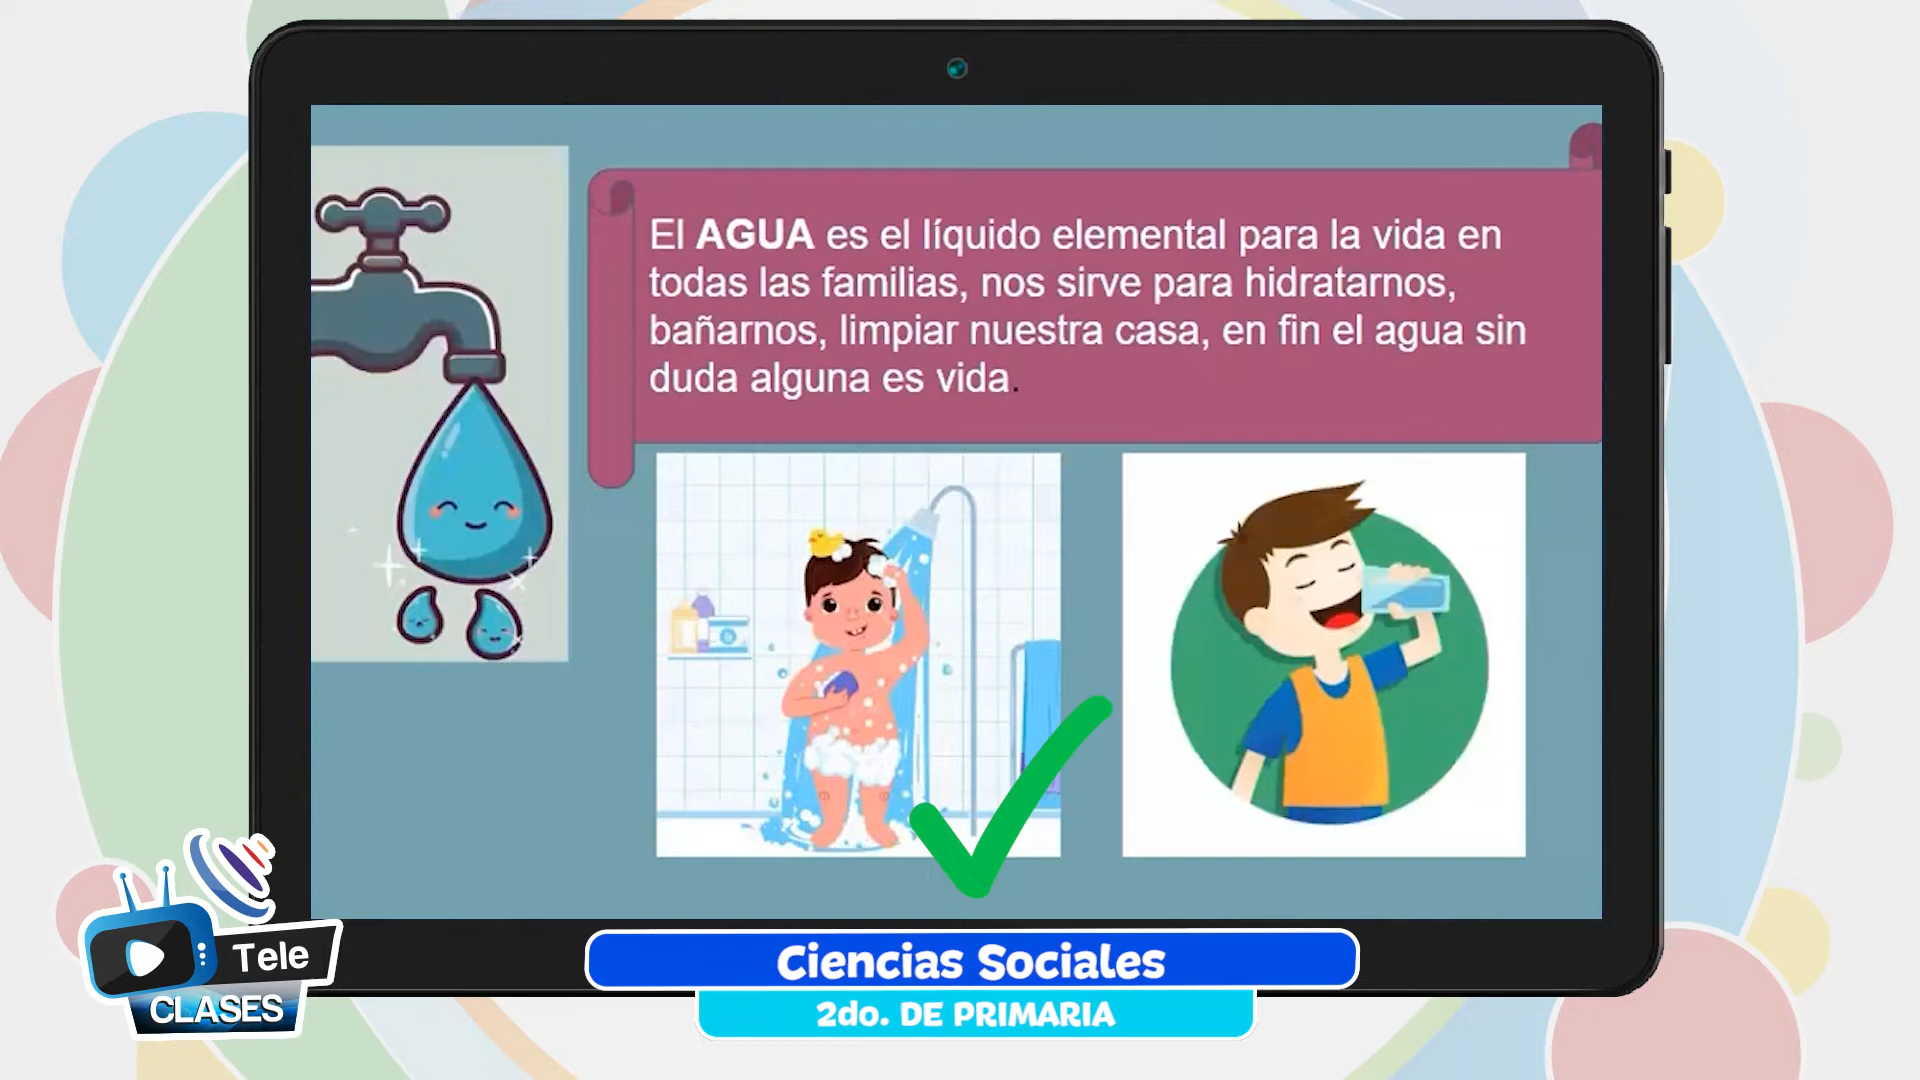 El AGUA es el líquido elemental para la vida en
todas las familias, nos sirve para hidratarnos,
bañarnos, limpiar nuestra casa, en fin el agua sin
duda alguna es vida.
Tele
CLASES
Ciencias Sociales
2do. DE PRIMARIA